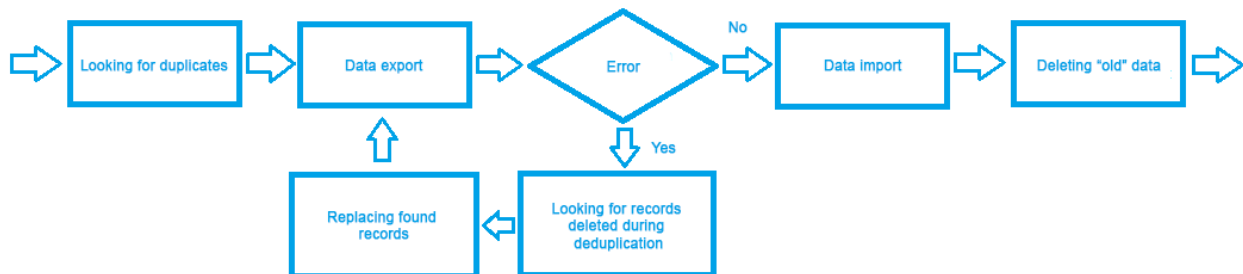 Looking for duplicates
Data export
Error
No
Data import
Deleting “old” data
Yes
Replacing found
records
Looking for records
deleted during
deduplication